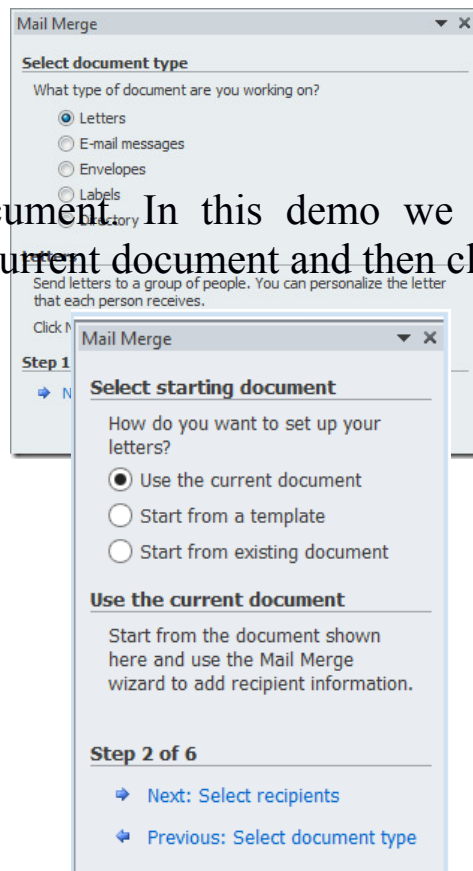 Mail Merge
Select document type
What type of document are you working on?
Letters
E-mail messages
Envelopes
Labels
Directory
cument. In this demo we
urrent document and then cl
Letters
Send letters to a group of people. You can personalize the letter
that each person receives.
Click N
Step 1
N
Mail Merge
Select starting document
How do you want to set up your
letters?
Use the current document
Start from a template
Start from existing document
Use the current document
Start from the document shown
here and use the Mail Merge
wizard to add recipient information.
Step 2 of 6
Next: Select recipients
Previous: Select document type